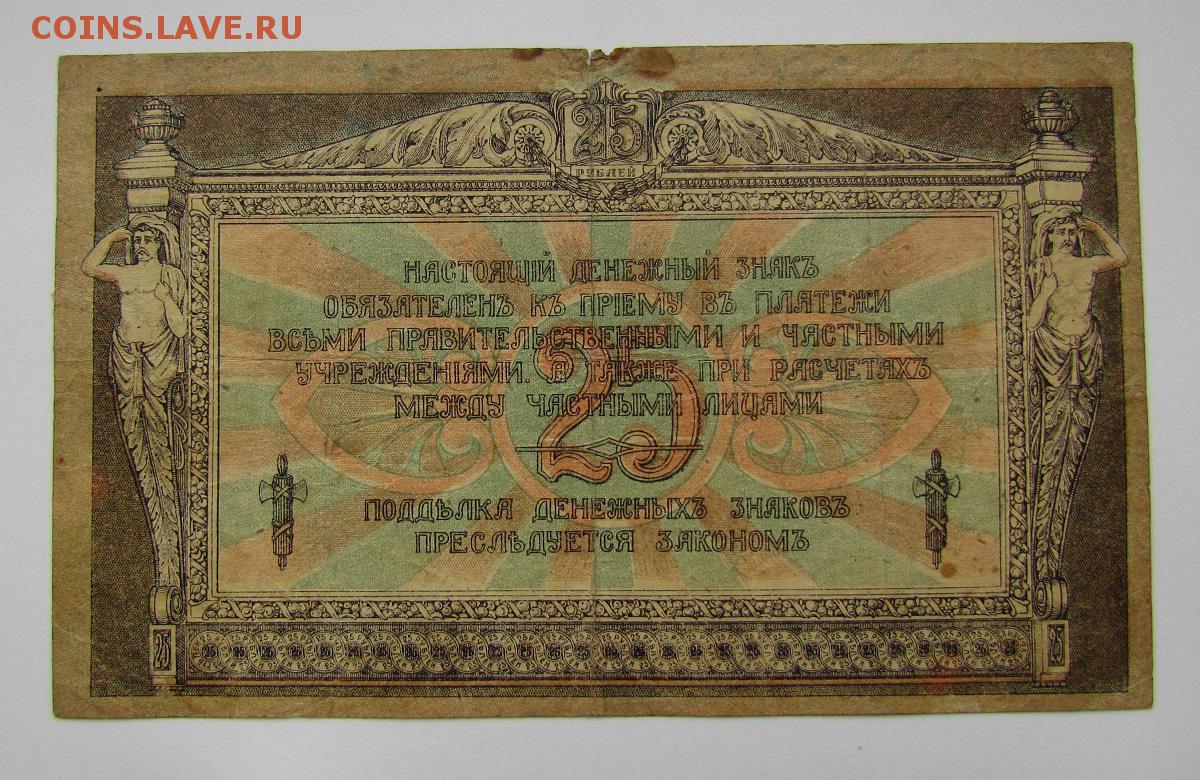 COINS.LAVE.RU
25
РУБЛЕЙ
НАСТОЯЩІЙ ДЕНЕЖНЫЙ ЗНАКЪ
ОБЯЗАТЕЛЕНЪ КЪ ПРІЕМУ ВЪ ПЛАТЕЖИ
ВСѢМИ ПРАВИТЕЛЬСТВЕННЫМИ И ЧАСТНЫМИ
УЧРЕЖДЕНІЯМИ. А ТАКЖЕ ПРИ РАСЧЕТАХЪ
МЕЖДУ ЧАСТНЫМИ ЛИЦАМИ
25
ПОДДѢЛКА ДЕНЕЖНЫХЪ ЗНАКОВЪ
ПРЕСЛѢДУЕТСЯ ЗАКОНОМЪ
25 25